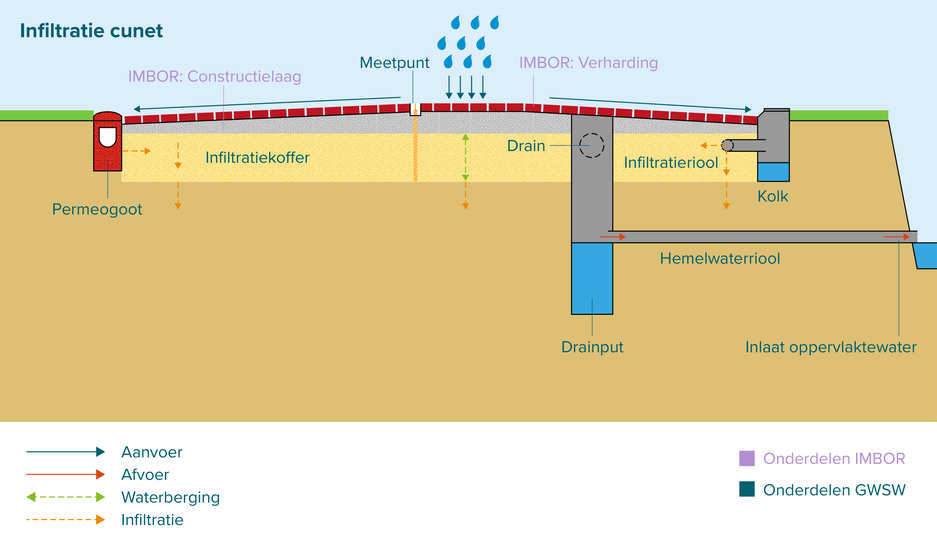 Infiltratie cunet
Meetpunt
IMBOR: Verharding
IMBOR: Constructielaag
Drain
Infiltratiekoffer
Infiltratieriool
Kolk
Permeogoot
Hemelwaterriool
Drainput
Inlaat oppervlaktewater
Aanvoer
Afvoer
Waterberging
Infiltratie
Onderdelen IMBOR
Onderdelen GWSW